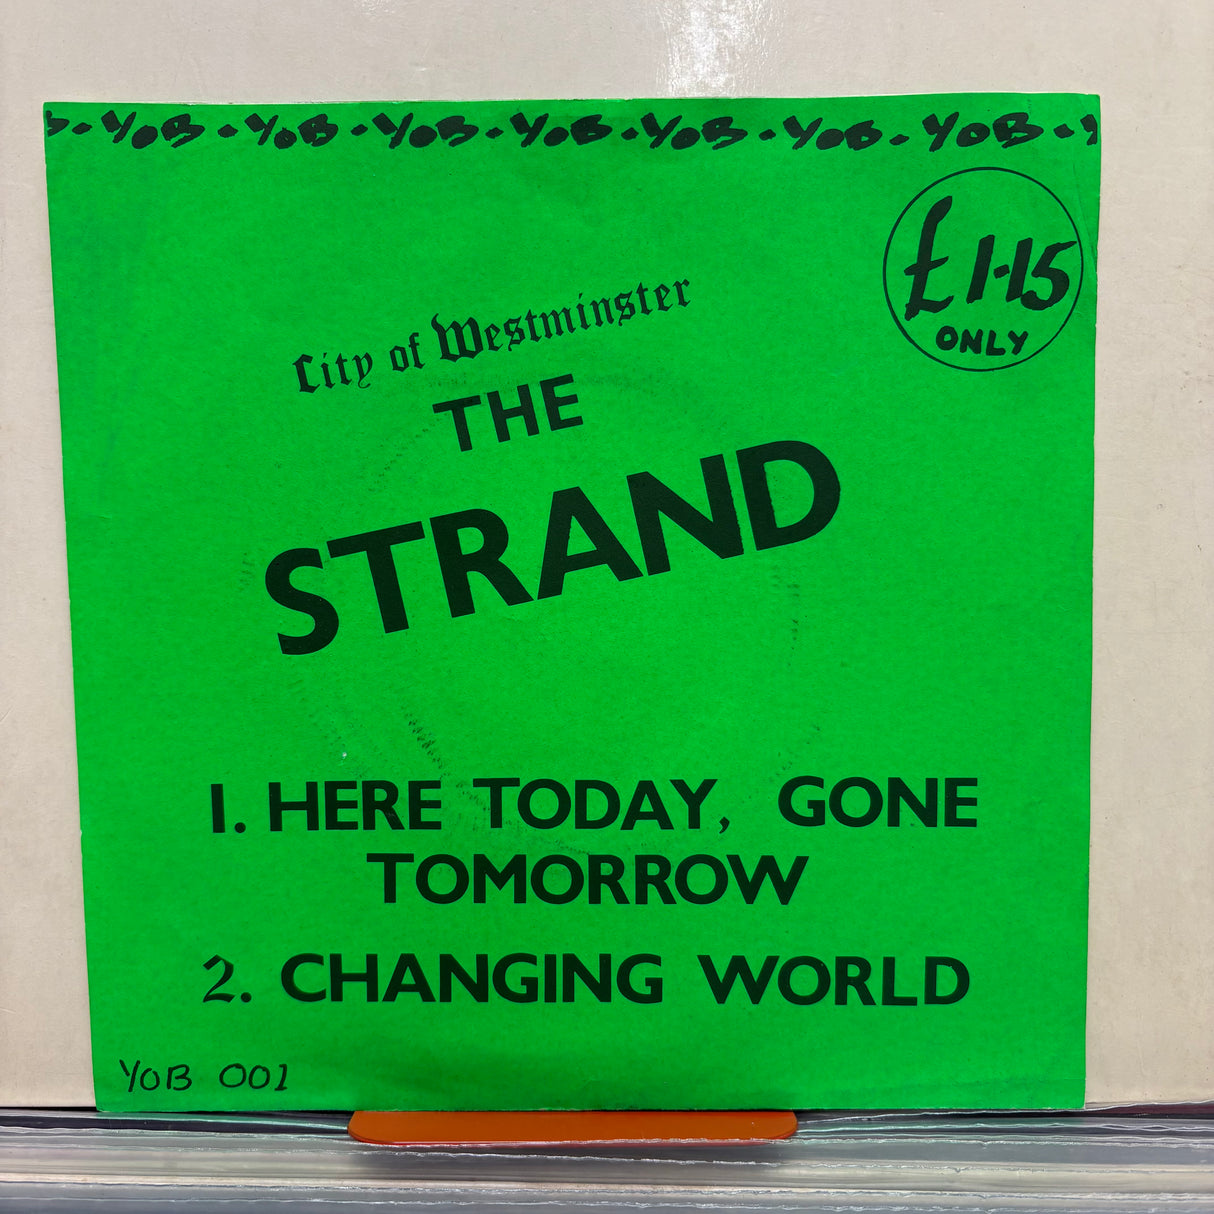 B • YOB • YOB • YOB • YOB • YOB • YOB • YOB • Y
£1·15
ONLY
City of Westminster
THE
STRAND
1. HERE TODAY, GONE
TOMORROW
2. CHANGING WORLD
YOB 001